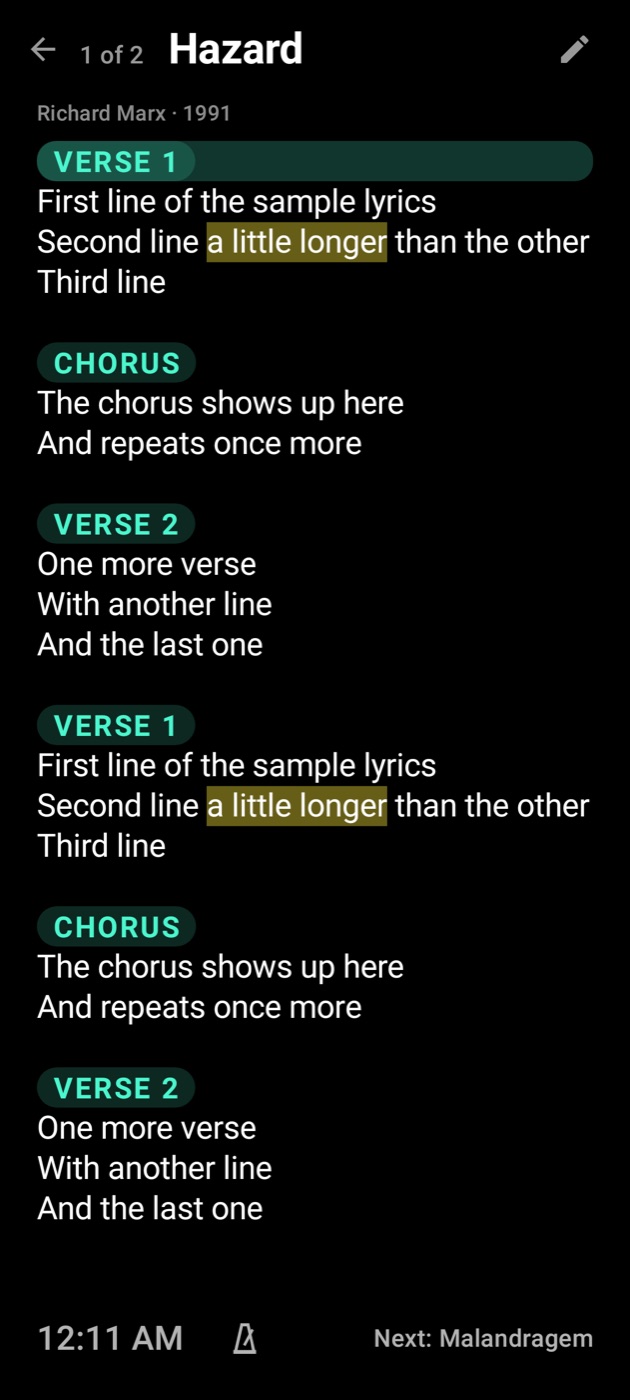 1 of 2 Hazard
Richard Marx · 1991
VERSE 1
First line of the sample lyrics
Second line a little longer than the other
Third line
CHORUS
The chorus shows up here
And repeats once more
VERSE 2
One more verse
With another line
And the last one
VERSE 1
First line of the sample lyrics
Second line a little longer than the other
Third line
CHORUS
The chorus shows up here
And repeats once more
VERSE 2
One more verse
With another line
And the last one
12:11 AM Next: Malandragem